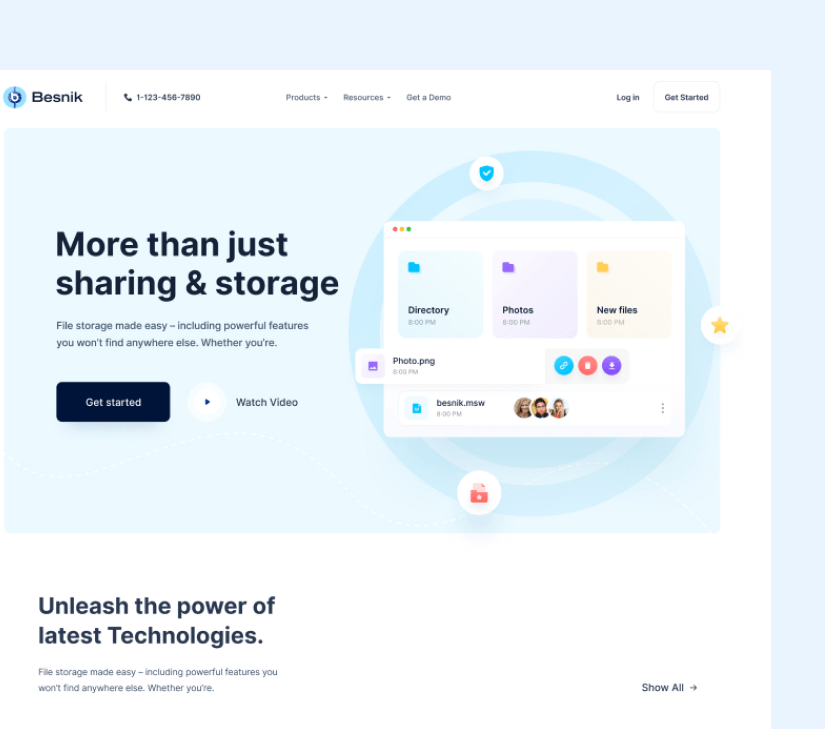 Besnik
1-123-456-7890
Products
Resources
Get a Demo
Log in
Get Started
More than just
sharing & storage
File storage made easy – including powerful features
you won't find anywhere else. Whether you're.
Get started
Watch Video
Directory
8:00 PM
Photos
8:00 PM
New files
8:00 PM
Photo.png
8:00 PM
besnik.msw
8:00 PM
Unleash the power of
latest Technologies.
File storage made easy – including powerful features you
won't find anywhere else. Whether you're.
Show All →